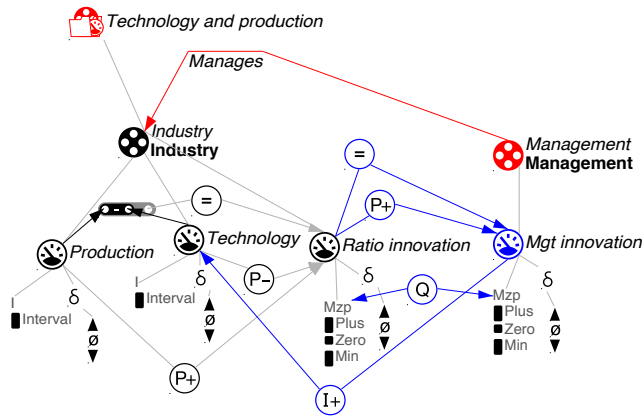 Technology and production
Manages
Industry
Industry
Management
Management
=
=
P+
-
Production
Technology
Ratio innovation
Mgt innovation
P-
I
Interval
δ
ø
I
Interval
δ
ø
Mzp
Plus
Zero
Min
δ
ø
Q
Mzp
Plus
Zero
Min
δ
ø
P+
I+